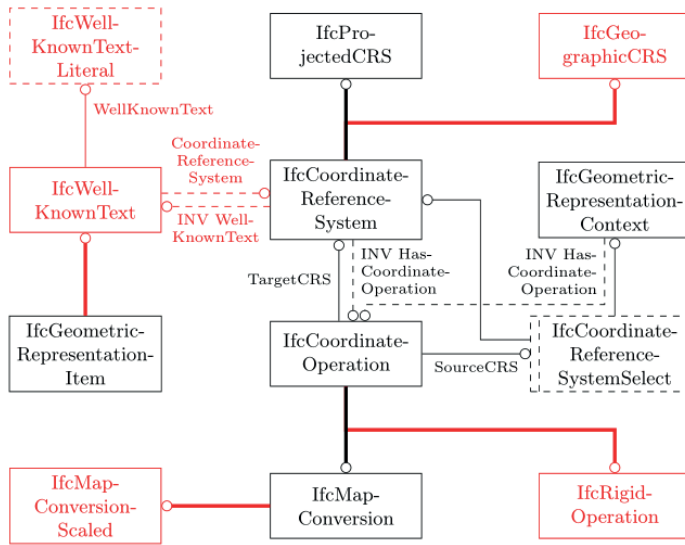 IfcWell-
KnownText-
Literal
IfcPro-
jectedCRS
IfcGeo-
graphicCRS
WellKnownText
Coordinate-
Reference-
System
IfcWell-
KnownText
INV Well-
KnownText
IfcCoordinate-
Reference-
System
IfcGeometric-
Representation-
Context
TargetCRS
INV Has-
Coordinate-
Operation
INV Has-
Coordinate-
Operation
IfcGeometric-
Representation-
Item
IfcCoordinate-
Operation
SourceCRS
IfcCoordinate-
Reference-
SystemSelect
IfcMap-
Conversion-
Scaled
IfcMap-
Conversion
IfcRigid-
Operation